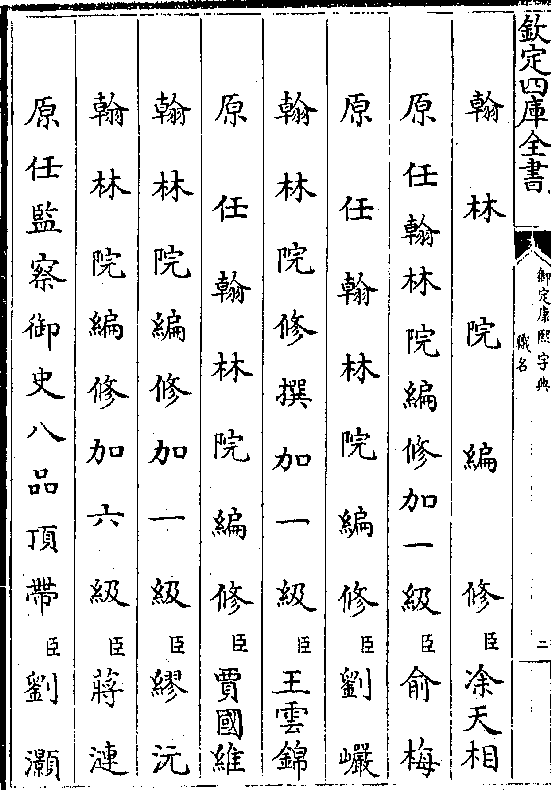 欽定四庫全書
御定康熙字典
職名
二
翰林院編修臣涂天相
原任翰林院編修加一級臣俞梅
原任翰林院編修臣劉巖
翰林院修撰加一級臣王雲錦
原任翰林院編修臣賈國維
翰林院編修加一級臣繆沅
翰林院編修加六級臣蔣漣
原任監察御史八品頂帶臣劉灝